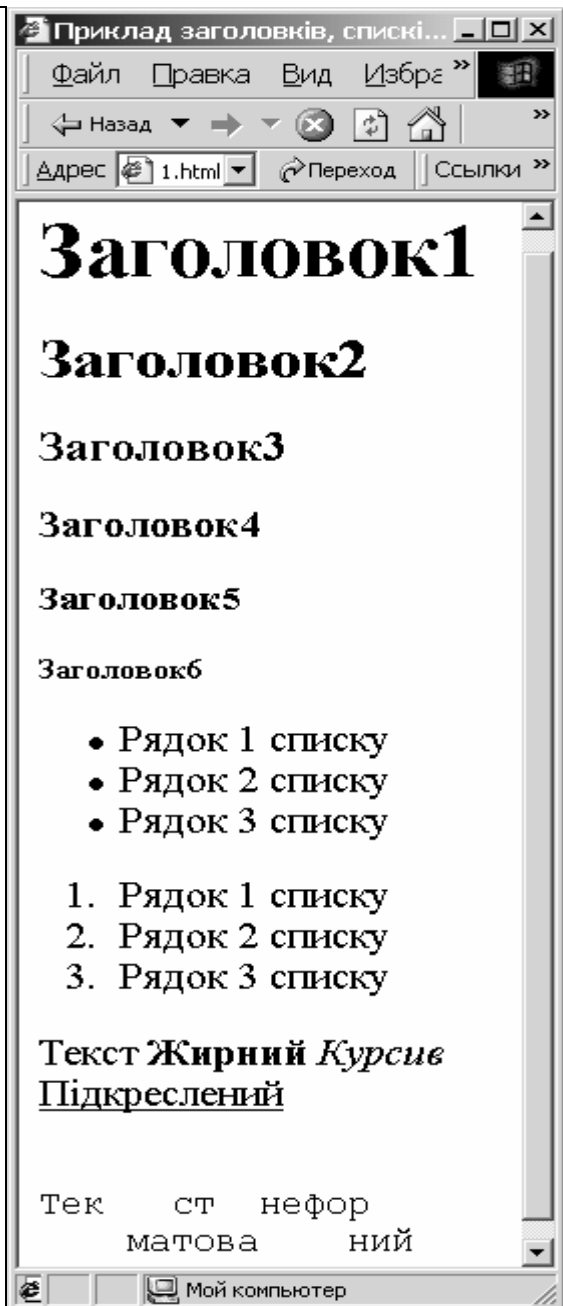 Приклад заголовків, спискі...
Файл Правка Вид Избра »
Назад »
Адрес 1.html Переход Ссылки »
Заголовок1
Заголовок2
Заголовок3
Заголовок4
Заголовок5
Заголовок6
• Рядок 1 списку
• Рядок 2 списку
• Рядок 3 списку
1. Рядок 1 списку
2. Рядок 2 списку
3. Рядок 3 списку
Текст Жирний Курсив
Підкреслений
Тек    ст   нефор
      матова      ний
Мой компьютер